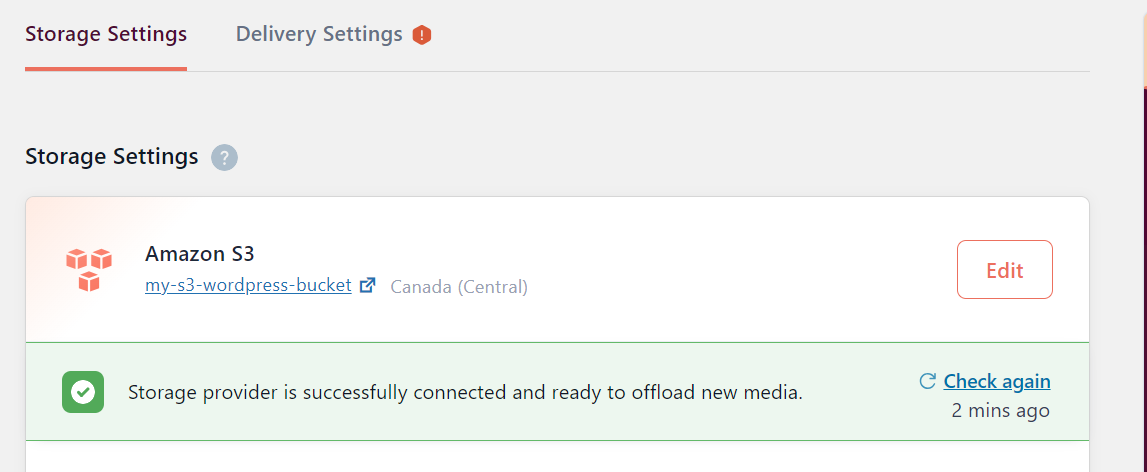 Storage Settings Delivery Settings !
Storage Settings ?
Amazon S3
my-s3-wordpress-bucket Canada (Central)
Edit
Storage provider is successfully connected and ready to offload new media.
Check again
2 mins ago